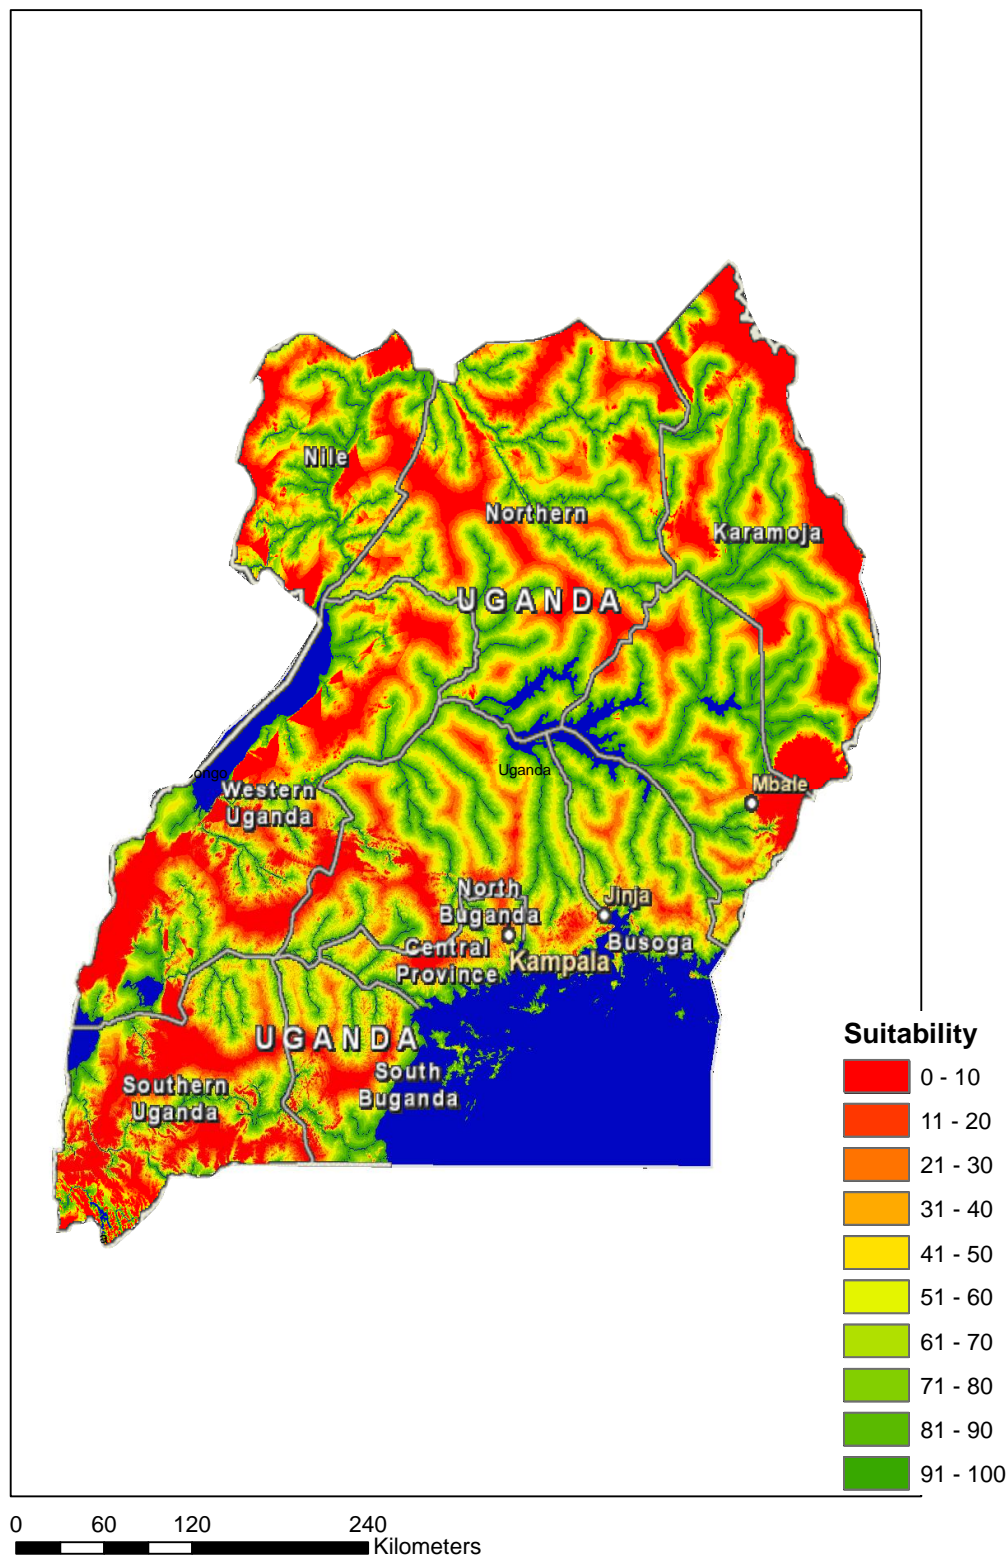 Nile
Northern
Karamoja
UGANDA
Uganda
Western
Uganda
Mbale
North
Buganda
Jinja
Busoga
Central
Province
Kampala
UGANDA
South
Buganda
Southern
Uganda
Suitability
0 - 10
11 - 20
21 - 30
31 - 40
41 - 50
51 - 60
61 - 70
71 - 80
81 - 90
91 - 100
0 60 120 240
Kilometers